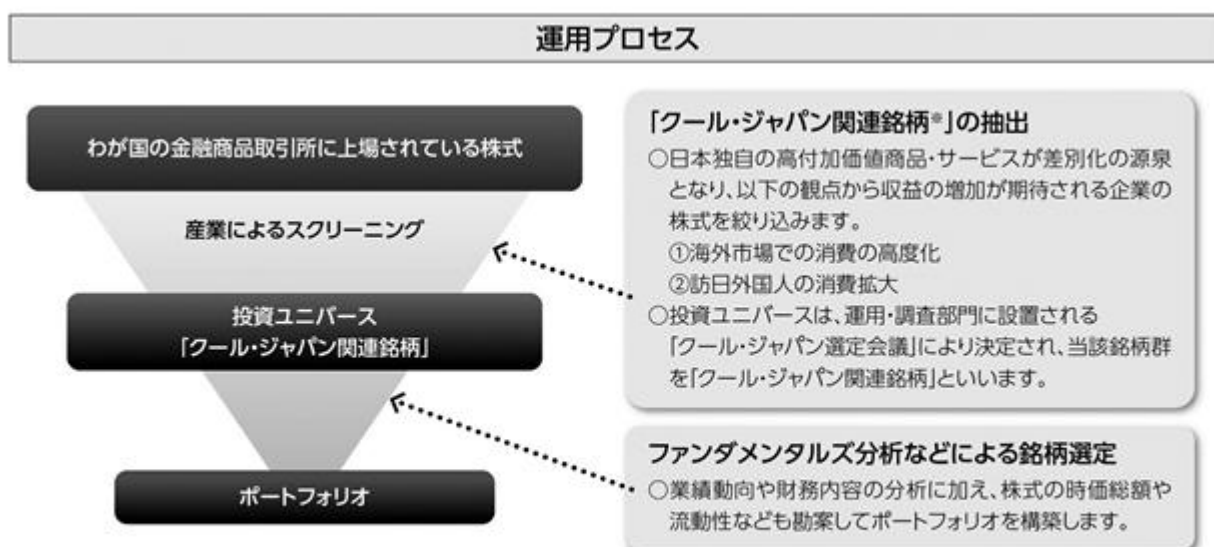 運用プロセス
わが国の金融商品取引所に上場されている株式
産業によるスクリーニング
投資ユニバース
「クール・ジャパン関連銘柄」
ポートフォリオ
「クール・ジャパン関連銘柄※」の抽出
○日本独自の高付加価値商品・サービスが差別化の源泉
となり、以下の観点から収益の増加が期待される企業の
株式を絞り込みます。
①海外市場での消費の高度化
②訪日外国人の消費拡大
○投資ユニバースは、運用・調査部門に設置される
「クール・ジャパン選定会議」により決定され、当該銘柄群
を「クール・ジャパン関連銘柄」といいます。
ファンダメンタルズ分析などによる銘柄選定
○業績動向や財務内容の分析に加え、株式の時価総額や
流動性なども勘案してポートフォリオを構築します。